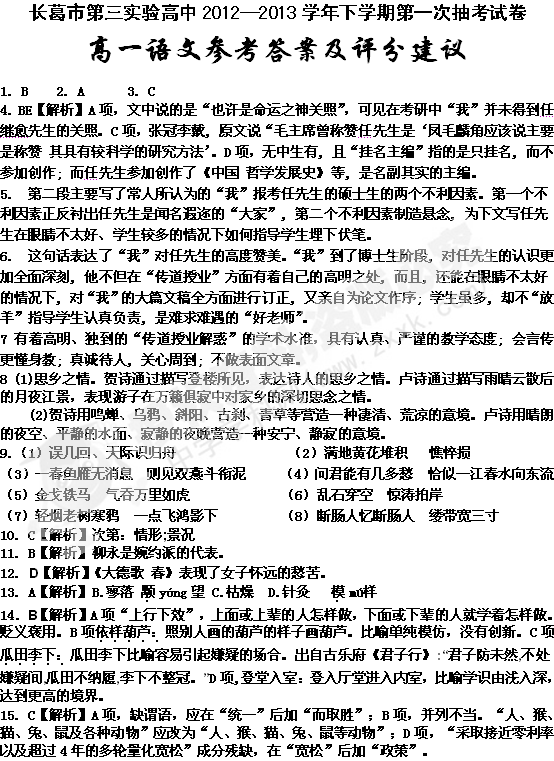 长葛市第三实验高中2012—2013学年下学期第一次抽考试卷
高一语文参考答案及评分建议
1. B 2. A 3. C
4. BE【解析】A项，文中说的是“也许是命运之神关照”，可见在考研中“我”并未得到任
继愈先生的关照。C项，张冠李戴，原文说“毛主席曾称赞任先生是‘凤毛麟角应该说主要
是称赞 其具有较科学的研究方法’。D项，无中生有，且“挂名主编”指的是只挂名，而不
参加创作；而任先生参加创作了《中国 哲学发展史》等，是名副其实的主编。
5. 第二段主要写了常人所认为的“我”报考任先生的硕士生的两个不利因素。第一个不
利因素正反衬出任先生是闻名遐迩的“大家”，第二个不利因素制造悬念，为下文写任先
生在眼睛不太好、学生较多的情况下如何指导学生埋下伏笔。
6. 这句话表达了“我”对任先生的高度赞美。“我”到了博士生阶段，对任先生的认识更
加全面深刻，他不但在“传道授业”方面有着自己的高明之处，而且，还能在眼睛不太好
的情况下，对“我”的大篇文稿全方面进行订正，又亲自为论文作序；学生虽多，却不“放
羊”指导学生认真负责，是难求难遇的“好老师”。
7 有着高明、独到的“传道授业解惑”的学术水准，具有认真、严谨的教学态度；会言传
更懂身教；真诚待人，关心周到；不做表面文章。
8 (1)思乡之情。贺诗通过描写登楼所见，表达诗人的思乡之情。卢诗通过描写雨晴云散后
的月夜江景，表现游子在万籁俱寂中对家乡的深切思念之情。
(2)贺诗用鸣蝉、乌鸦、斜阳、古刹、青草等营造一种凄清、荒凉的意境。卢诗用晴朗
的夜空、平静的水面、寂静的夜晚营造一种安宁、静寂的意境。
9.（1）误几回、天际识归舟 （2）满地黄花堆积 憔悴损
（3）一春鱼雁无消息 则见双燕斗衔泥 （4）问君能有几多愁 恰似一江春水向东流
（5）金戈铁马 气吞万里如虎 （6）乱石穿空 惊涛拍岸
（7）轻烟老树寒鸦 一点飞鸿影下 （8）断肠人忆断肠人 缕带宽三寸
10. C【解析】次第：情形；景况
11. B【解析】柳永是婉约派的代表。
12. D【解析】《大德歌 春》表现了女子怀远的愁苦。
13. A【解析】B.寥落 颙yóng望 C.枯燥 D.针灸 模mú样
14. B【解析】A项“上行下效”，上面或上辈的人怎样做，下面或下辈的人就学着怎样做。
贬义褒用。B项依样葫芦：照别人画的葫芦的样子画葫芦。比喻单纯模仿，没有创新。C项
瓜田李下：瓜田李下比喻容易引起嫌疑的场合。出自古乐府《君子行》：“君子防未然，不处
嫌疑间，瓜田不纳履，李下不整冠。”D项，登堂入室：登入厅堂进入内室，比喻学识由浅入深，
达到更高的境界。
15. C【解析】A项，缺谓语，应在“统一”后加“而取胜”；B项，并列不当。“人、猴、
猫、兔、鼠及各种动物”应改为“人、猴、猫、兔、鼠等动物”；D项，“采取接近零利率
以及超过4年的多轮量化宽松”成分残缺，在“宽松”后加“政策”。